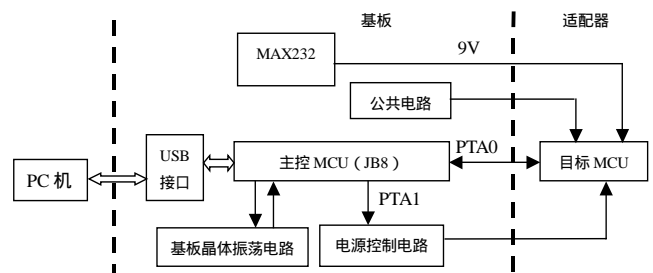 基板
适配器
MAX232
9V
公共电路
USB
接口
主控 MCU（JB8）
PTA0
目标 MCU
PC 机
PTA1
基板晶体振荡电路
电源控制电路